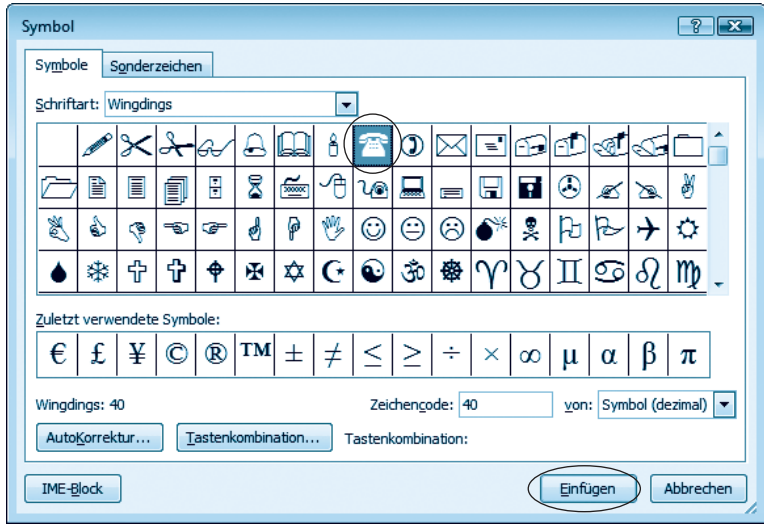 Symbol
Symbole Sonderzeichen
Schriftart: Wingdings
Zuletzt verwendete Symbole:
€ £ ¥ © ® ™ ± ≠ ≤ ≥ ÷ × ∞ µ α β π
Wingdings: 40 Zeichencode: 40 von: Symbol (dezimal)
AutoKorrektur... Tastenkombination... Tastenkombination:
IME-Block Einfügen Abbrechen